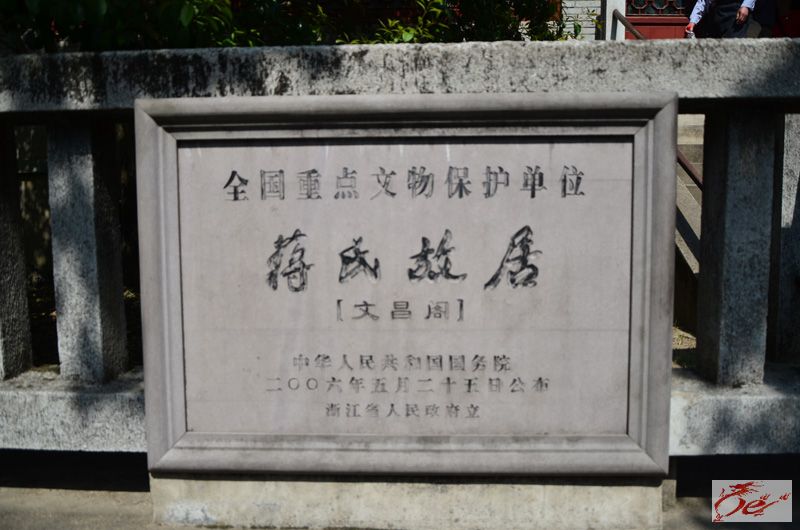 全国重点文物保护单位
蒋氏故居
[文昌阁]
中华人民共和国国务院
二〇〇六年五月二十五日公布
浙江省人民政府立